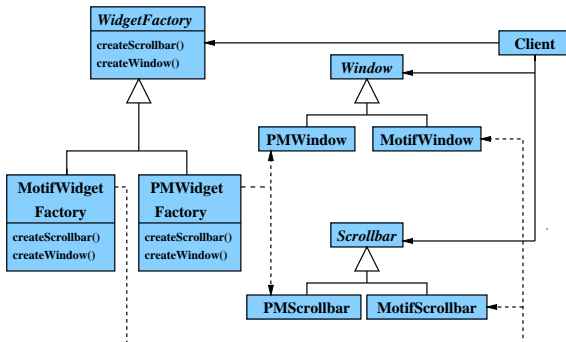 WidgetFactory
createScrollbar()
createWindow()
Client
Window
PMWindow
MotifWindow
MotifWidget
Factory
createScrollbar()
createWindow()
PMWidget
Factory
createScrollbar()
createWindow()
Scrollbar
PMScrollbar
MotifScrollbar